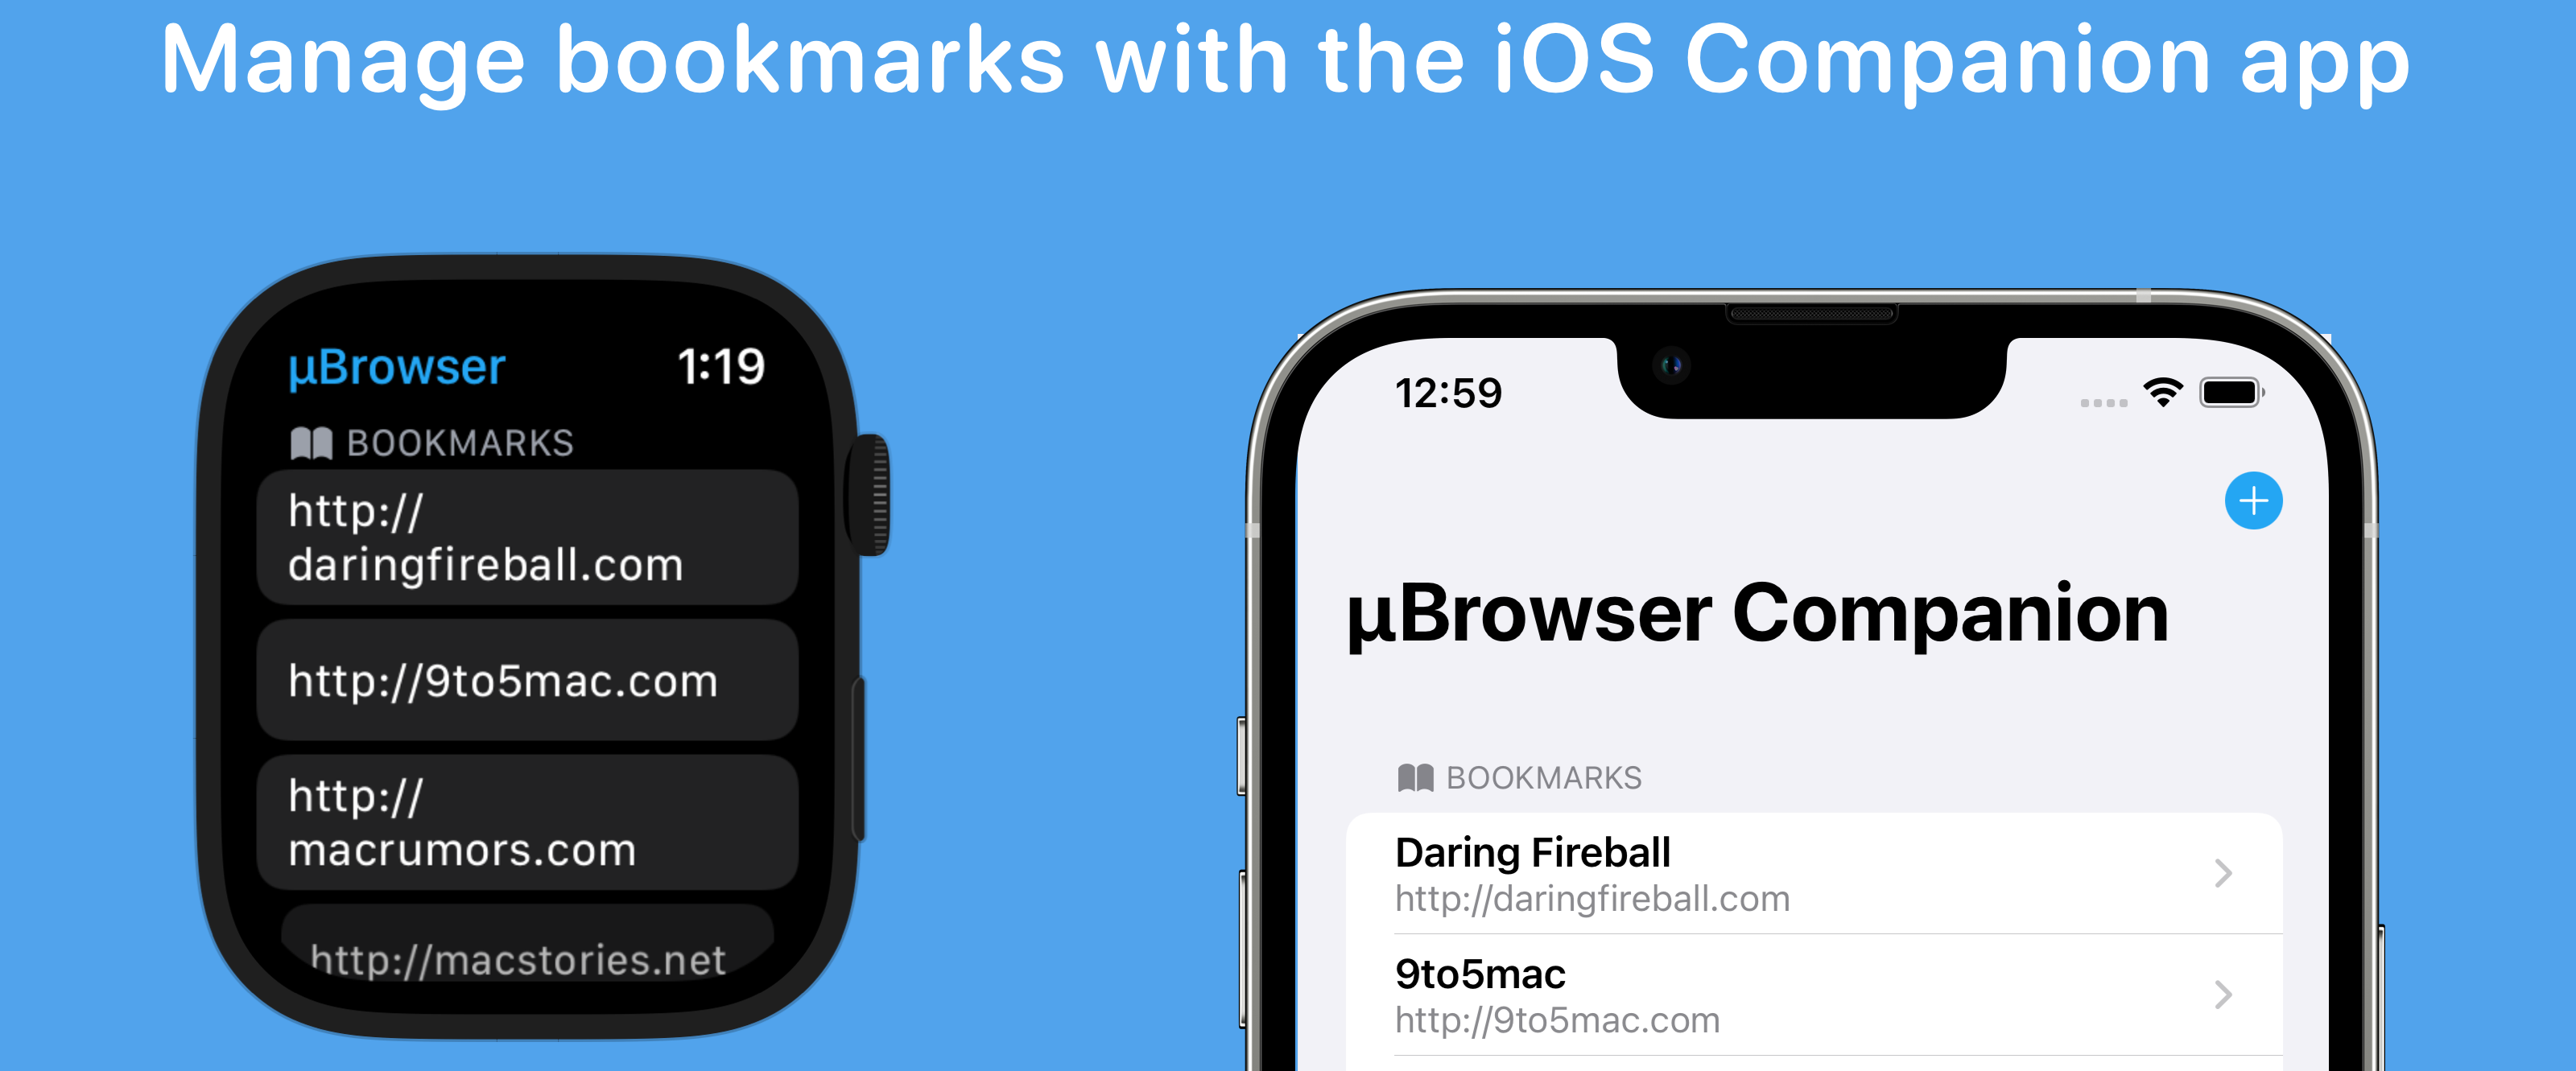 Manage bookmarks with the iOS Companion app
µBrowser 1:19
BOOKMARKS
http://
daringfireball.com
http://9to5mac.com
http://
macrumors.com
http://macstories.net
12:59
µBrowser Companion
BOOKMARKS
Daring Fireball
http://daringfireball.com
9to5mac
http://9to5mac.com